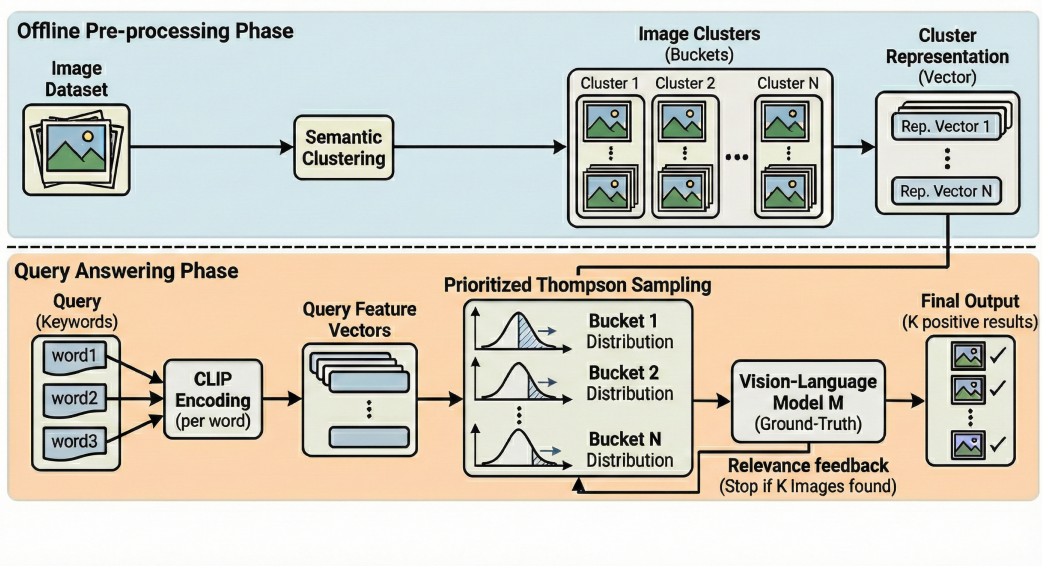 Offline Pre-processing Phase
Image
Dataset
Semantic
Clustering
Image Clusters
(Buckets)
Cluster 1
Cluster 2
Cluster N
Cluster
Representation
(Vector)
Rep. Vector 1
Rep. Vector N
Query Answering Phase
Query
(Keywords)
word1
word2
word3
CLIP
Encoding
(per word)
Query Feature
Vectors
Prioritized Thompson Sampling
Bucket 1
Distribution
Bucket 2
Distribution
Bucket N
Distribution
Vision-Language
Model M
(Ground-Truth)
Relevance feedback
(Stop if K Images found)
Final Output
(K positive results)